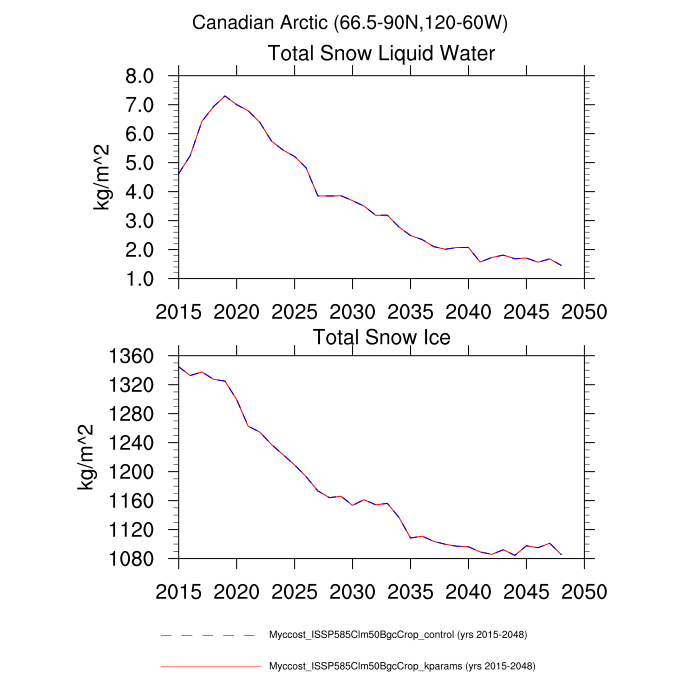 Canadian Arctic (66.5-90N,120-60W)
Total Snow Liquid Water
8.0
7.0
6.0
5.0
4.0
3.0
2.0
1.0
kg/m^2
2015 2020 2025 2030 2035 2040 2045 2050
Total Snow Ice
1360
1320
1280
1240
1200
1160
1120
1080
kg/m^2
2015 2020 2025 2030 2035 2040 2045 2050
Myccost_ISSP585Clm50BgcCrop_control (yrs 2015-2048)
Myccost_ISSP585Clm50BgcCrop_kparams (yrs 2015-2048)